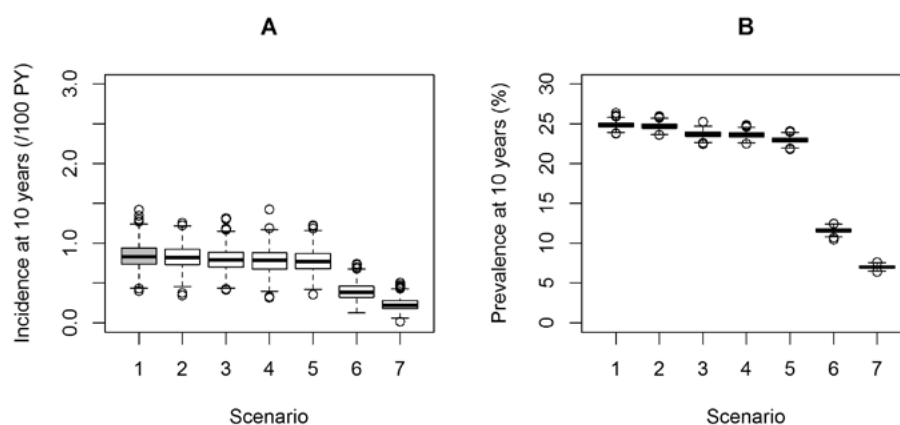 A
Incidence at 10 years (/100 PY)
3.0
2.0
1.0
0.0
1 2 3 4 5 6 7
Scenario
B
Prevalence at 10 years (%)
30
25
20
15
10
5
0
1 2 3 4 5 6 7
Scenario